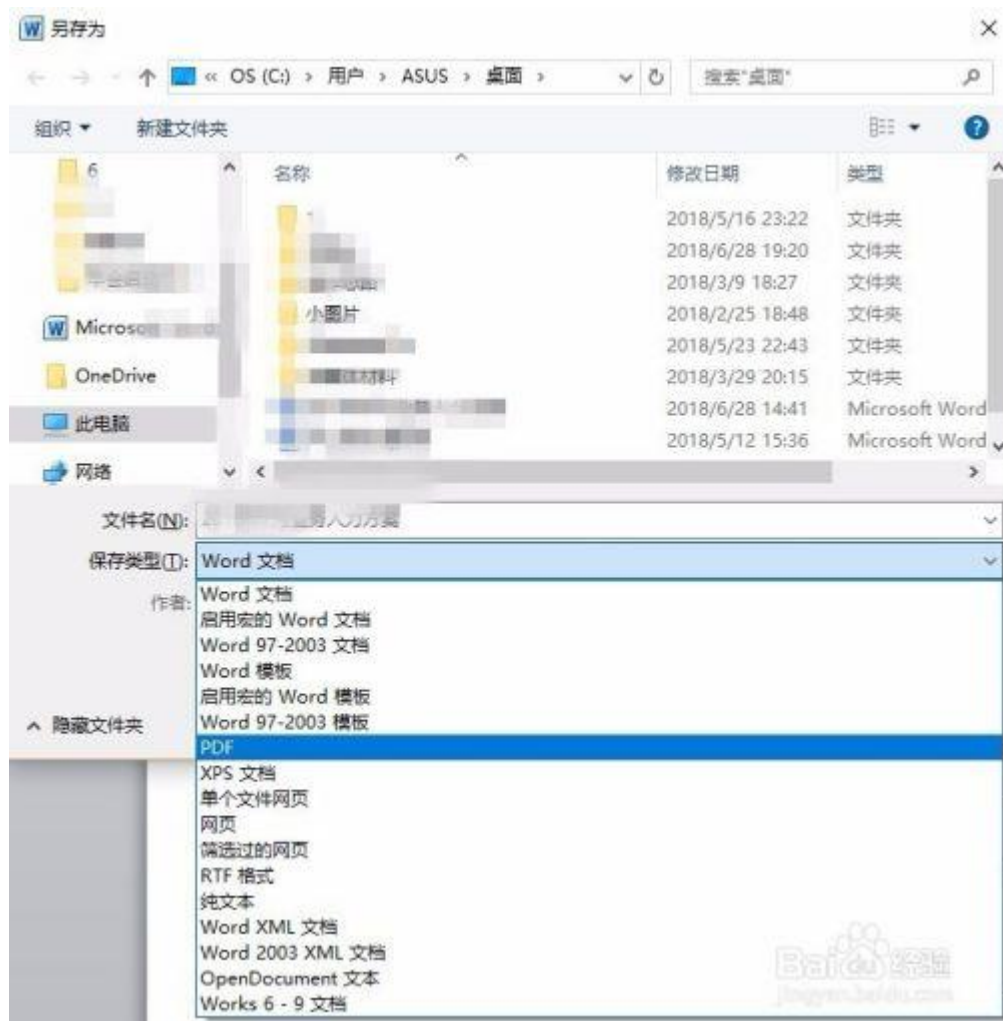 另存为
« OS (C:) › 用户 › ASUS › 桌面 ›
搜索"桌面"
组织 新建文件夹
名称 修改日期 类型
6
2018/5/16 23:22 文件夹
2018/6/28 19:20 文件夹
2018/3/9 18:27 文件夹
小图片 2018/2/25 18:48 文件夹
2018/5/23 22:43 文件夹
材料 2018/3/29 20:15 文件夹
2018/6/28 14:41 Microsoft Word
2018/5/12 15:36 Microsoft Word
OneDrive
此电脑
网络
文件名(N): 人力方案
保存类型(T): Word 文档
作者:
Word 文档
启用宏的 Word 文档
Word 97-2003 文档
Word 模板
启用宏的 Word 模板
Word 97-2003 模板
隐藏文件夹
PDF
XPS 文档
单个文件网页
网页
筛选过的网页
RTF 格式
纯文本
Word XML 文档
Word 2003 XML 文档
OpenDocument 文本
Works 6 - 9 文档
Baidu 经验
jingyan.baidu.com